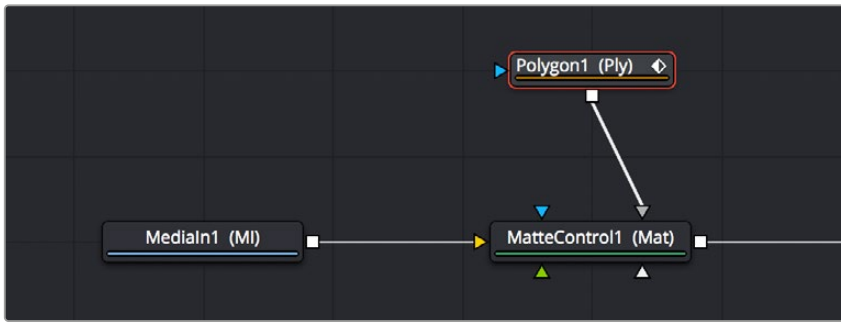 Polygon1 (Ply)
MediaIn1 (MI)
MatteControl1 (Mat)